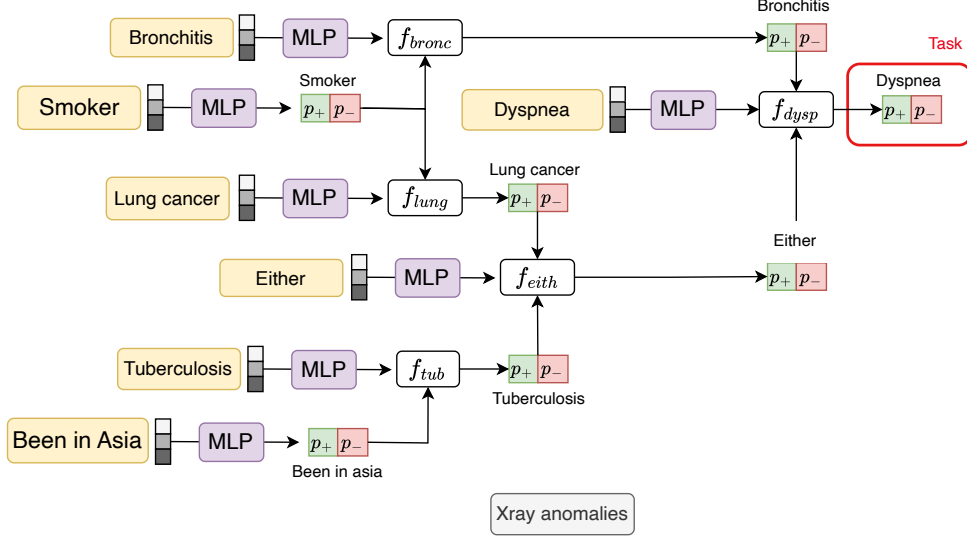 Bronchitis
Task
Bronchitis MLP f_bronc p+ p−
Smoker
Dyspnea
Smoker MLP p+ p− Dyspnea MLP f_dysp p+ p−
Lung cancer
Lung cancer MLP f_lung p+ p−
Either
Either MLP f_eith p+ p−
Tuberculosis MLP f_tub p+ p−
Tuberculosis
Been in Asia MLP p+ p−
Been in asia
Xray anomalies